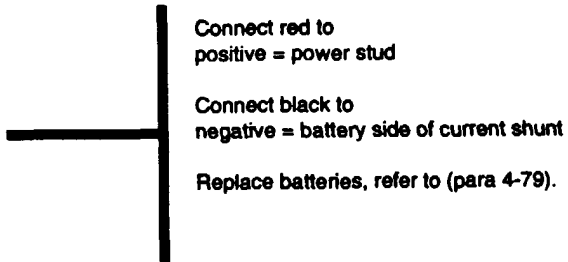 Connect red to
positive = power stud
Connect black to
negative = battery side of current shunt
Replace batteries, refer to (para 4-79).